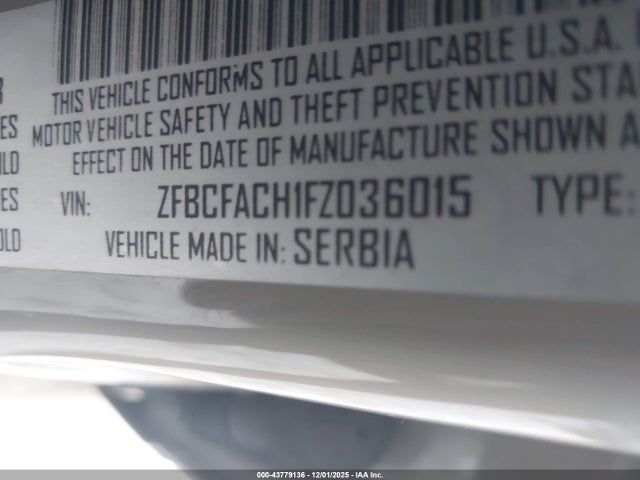 THIS VEHICLE CONFORMS TO ALL APPLICABLE U.S.A.
MOTOR VEHICLE SAFETY AND THEFT PREVENTION STA
EFFECT ON THE DATE OF MANUFACTURE SHOWN A
VIN: ZFBCFACH1FZ036015 TYPE:
VEHICLE MADE IN: SERBIA
000-43779136 - 12/01/2025 - IAA Inc.